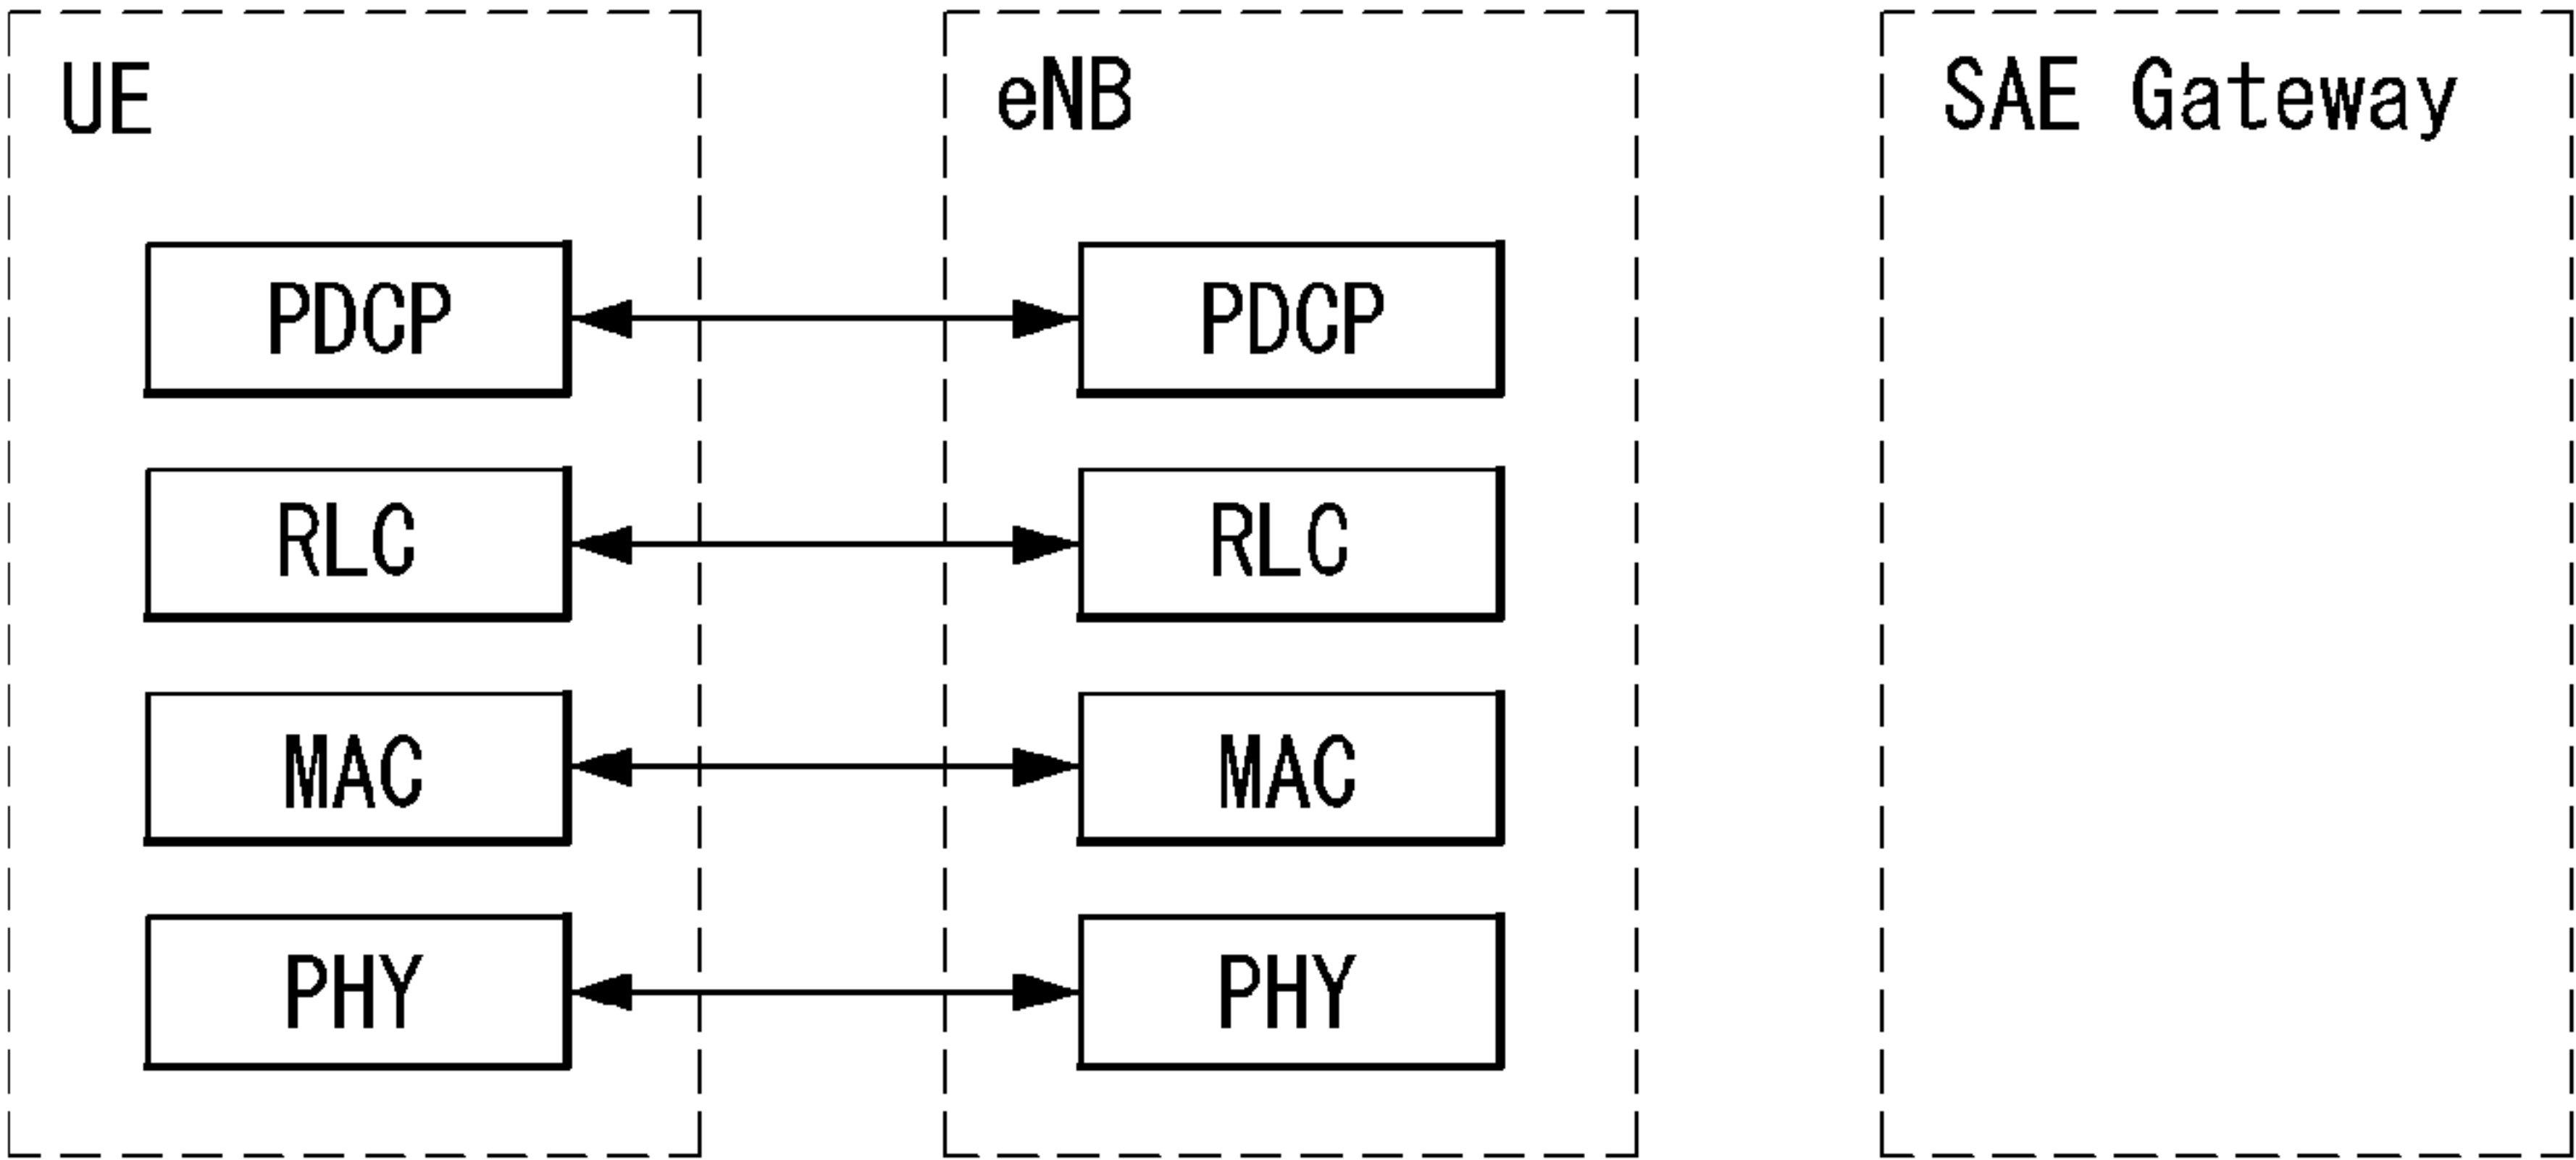 UE
eNB
SAE Gateway
PDCP
PDCP
RLC
RLC
MAC
MAC
PHY
PHY